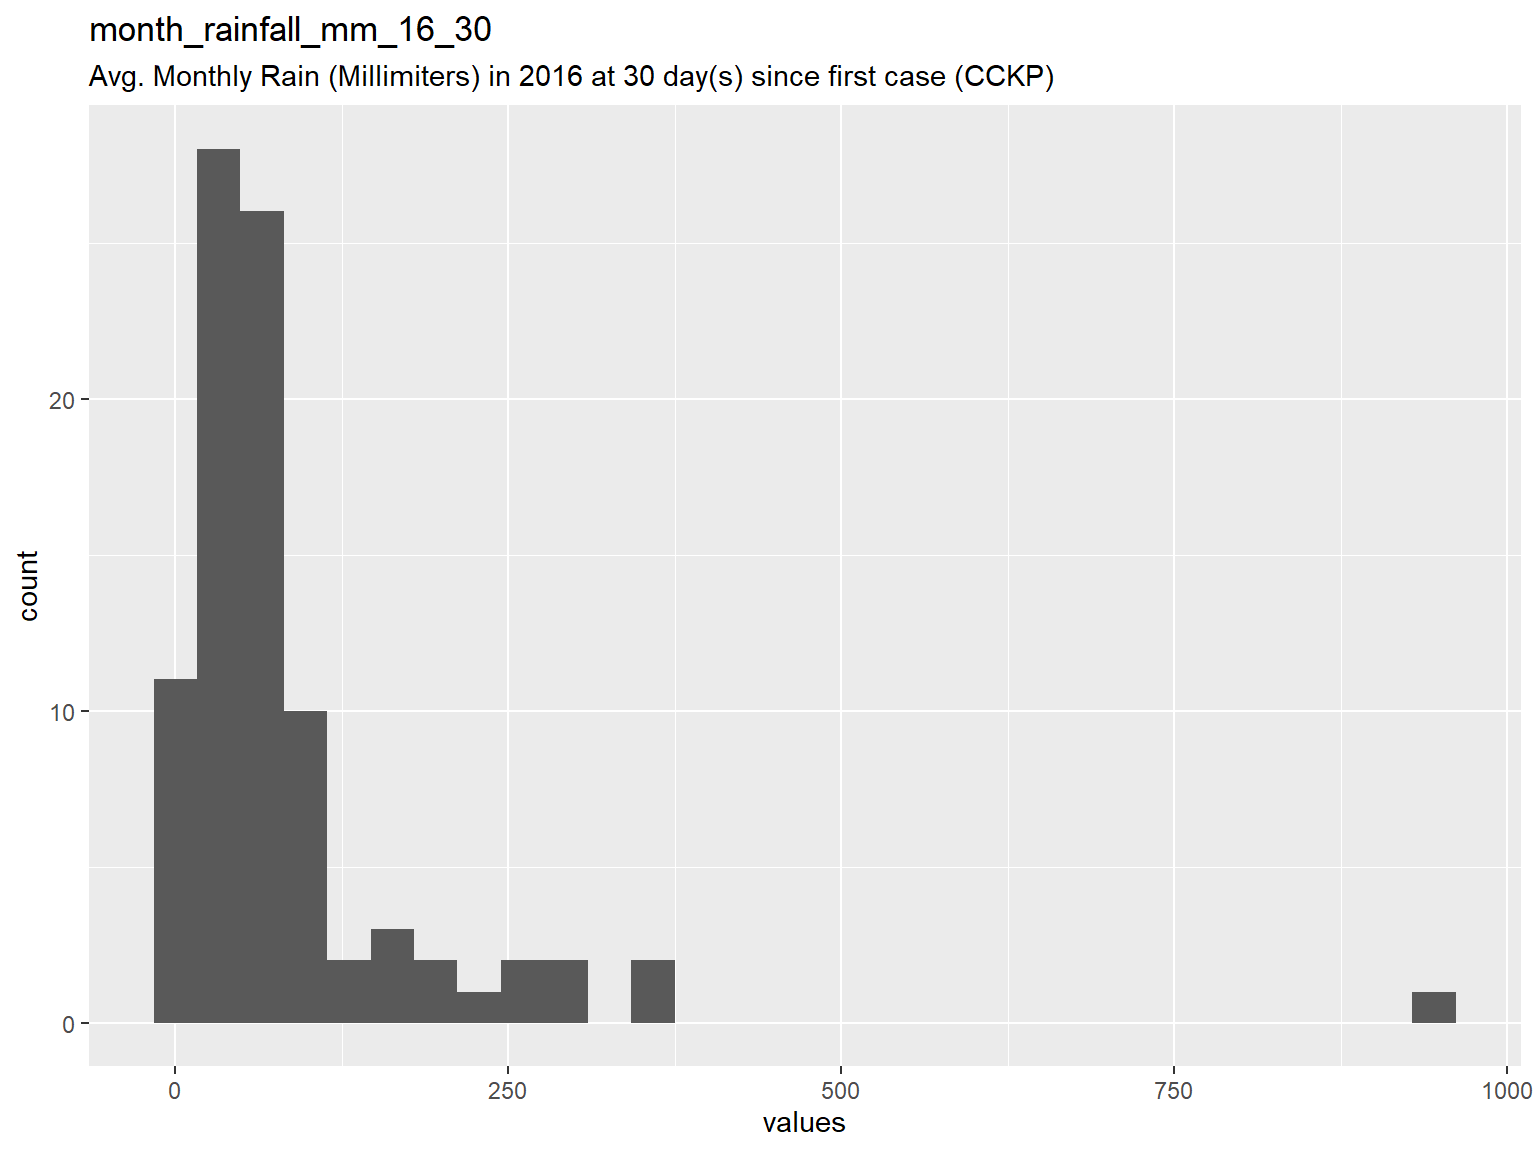 month_rainfall_mm_16_30
Avg. Monthly Rain (Millimiters) in 2016 at 30 day(s) since first case (CCKP)
count
20
10
0
0 250 500 750 1000
values